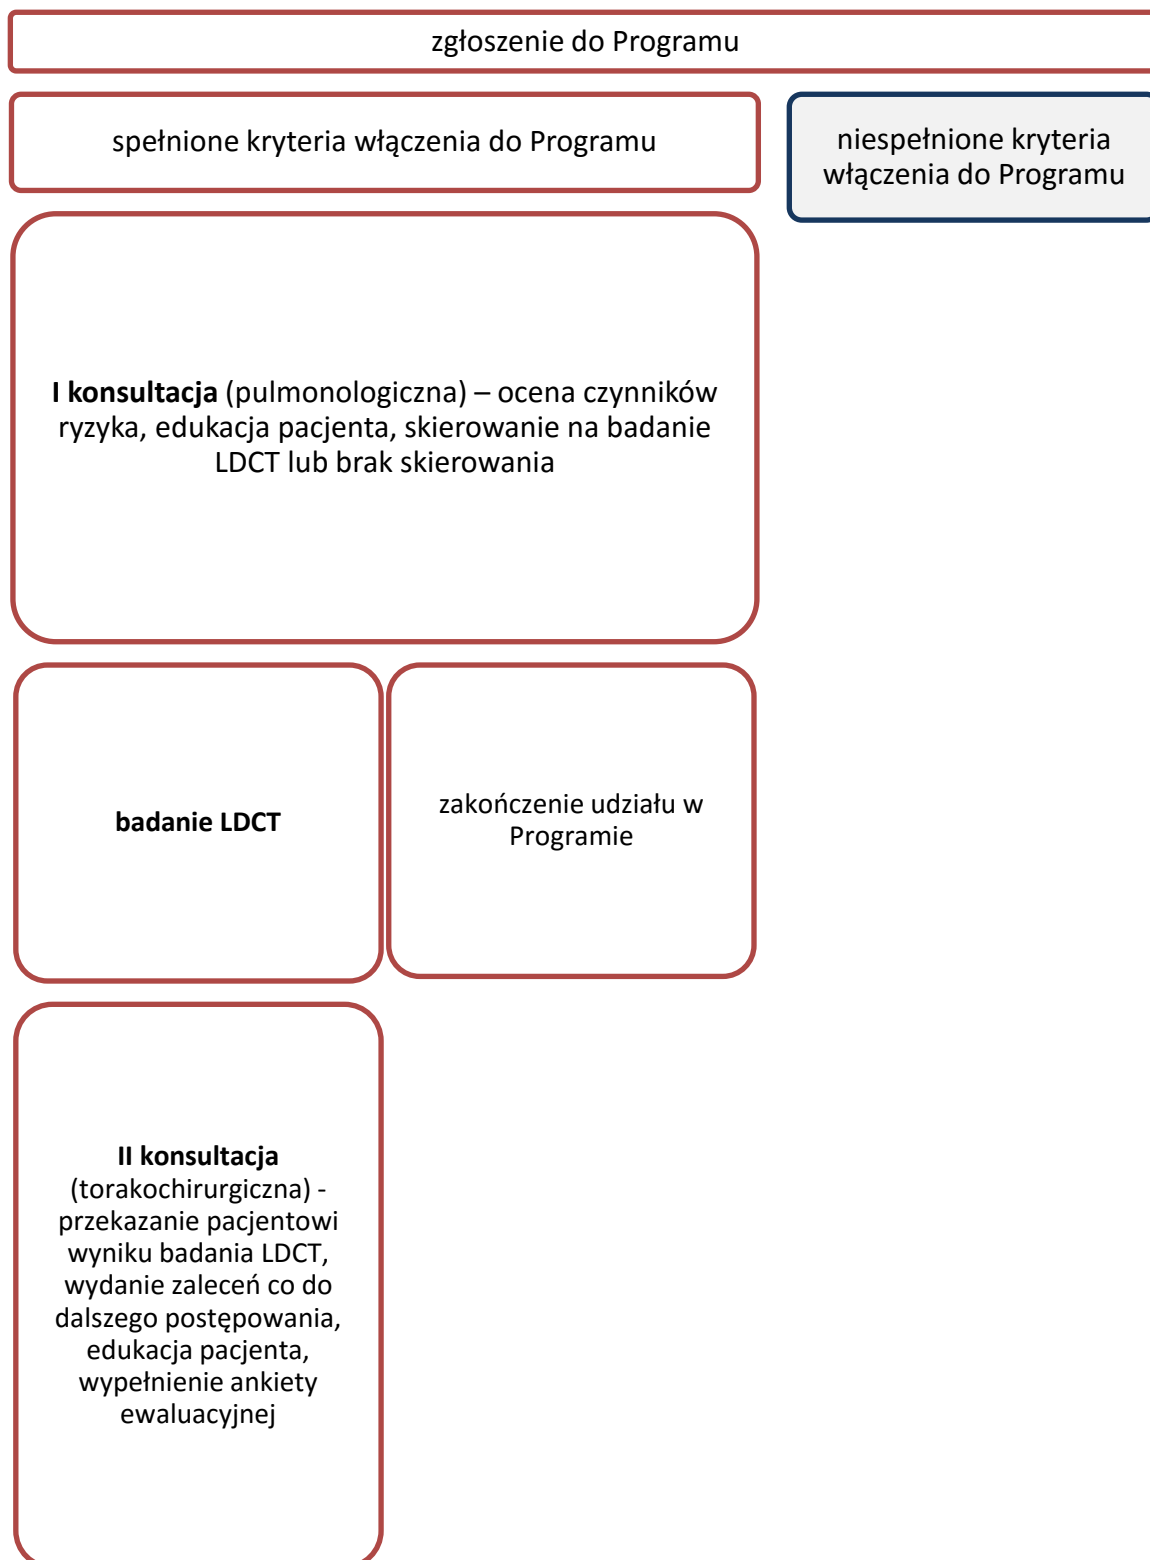 zgłoszenie do Programu
spełnione kryteria włączenia do Programu
niespełnione kryteria
włączenia do Programu
I konsultacja (pulmonologiczna) – ocena czynników
ryzyka, edukacja pacjenta, skierowanie na badanie
LDCT lub brak skierowania
badanie LDCT
zakończenie udziału w
Programie
II konsultacja
(torakochirurgiczna) -
przekazanie pacjentowi
wyniku badania LDCT,
wydanie zaleceń co do
dalszego postępowania,
edukacja pacjenta,
wypełnienie ankiety
ewaluacyjnej